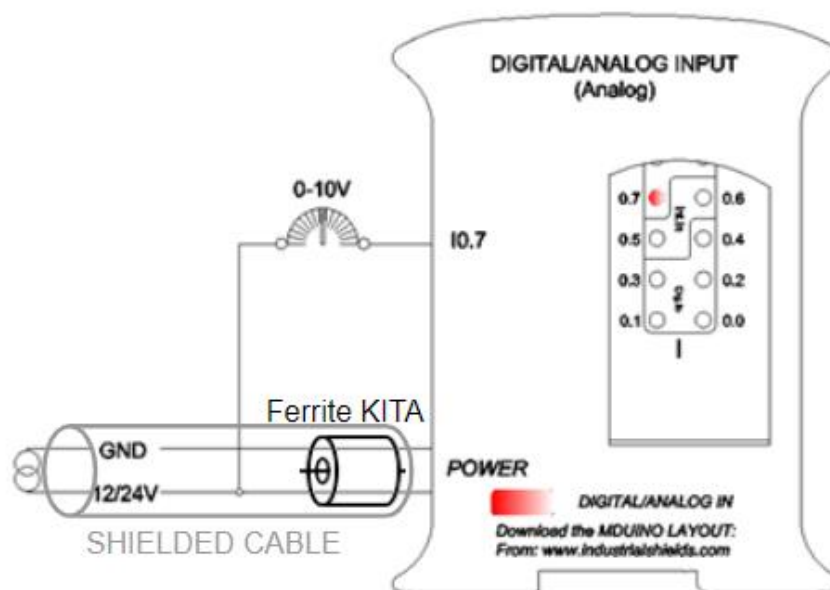 DIGITAL/ANALOG INPUT
(Analog)
0-10V
I0.7
0.7 0.6
0.5 0.4
0.3 0.2
0.1 0.0
I
Ferrite KITA
GND
12/24V
SHIELDED CABLE
POWER
DIGITAL/ANALOG IN
Download the MDUINO LAYOUT:
From: www.industrialshields.com